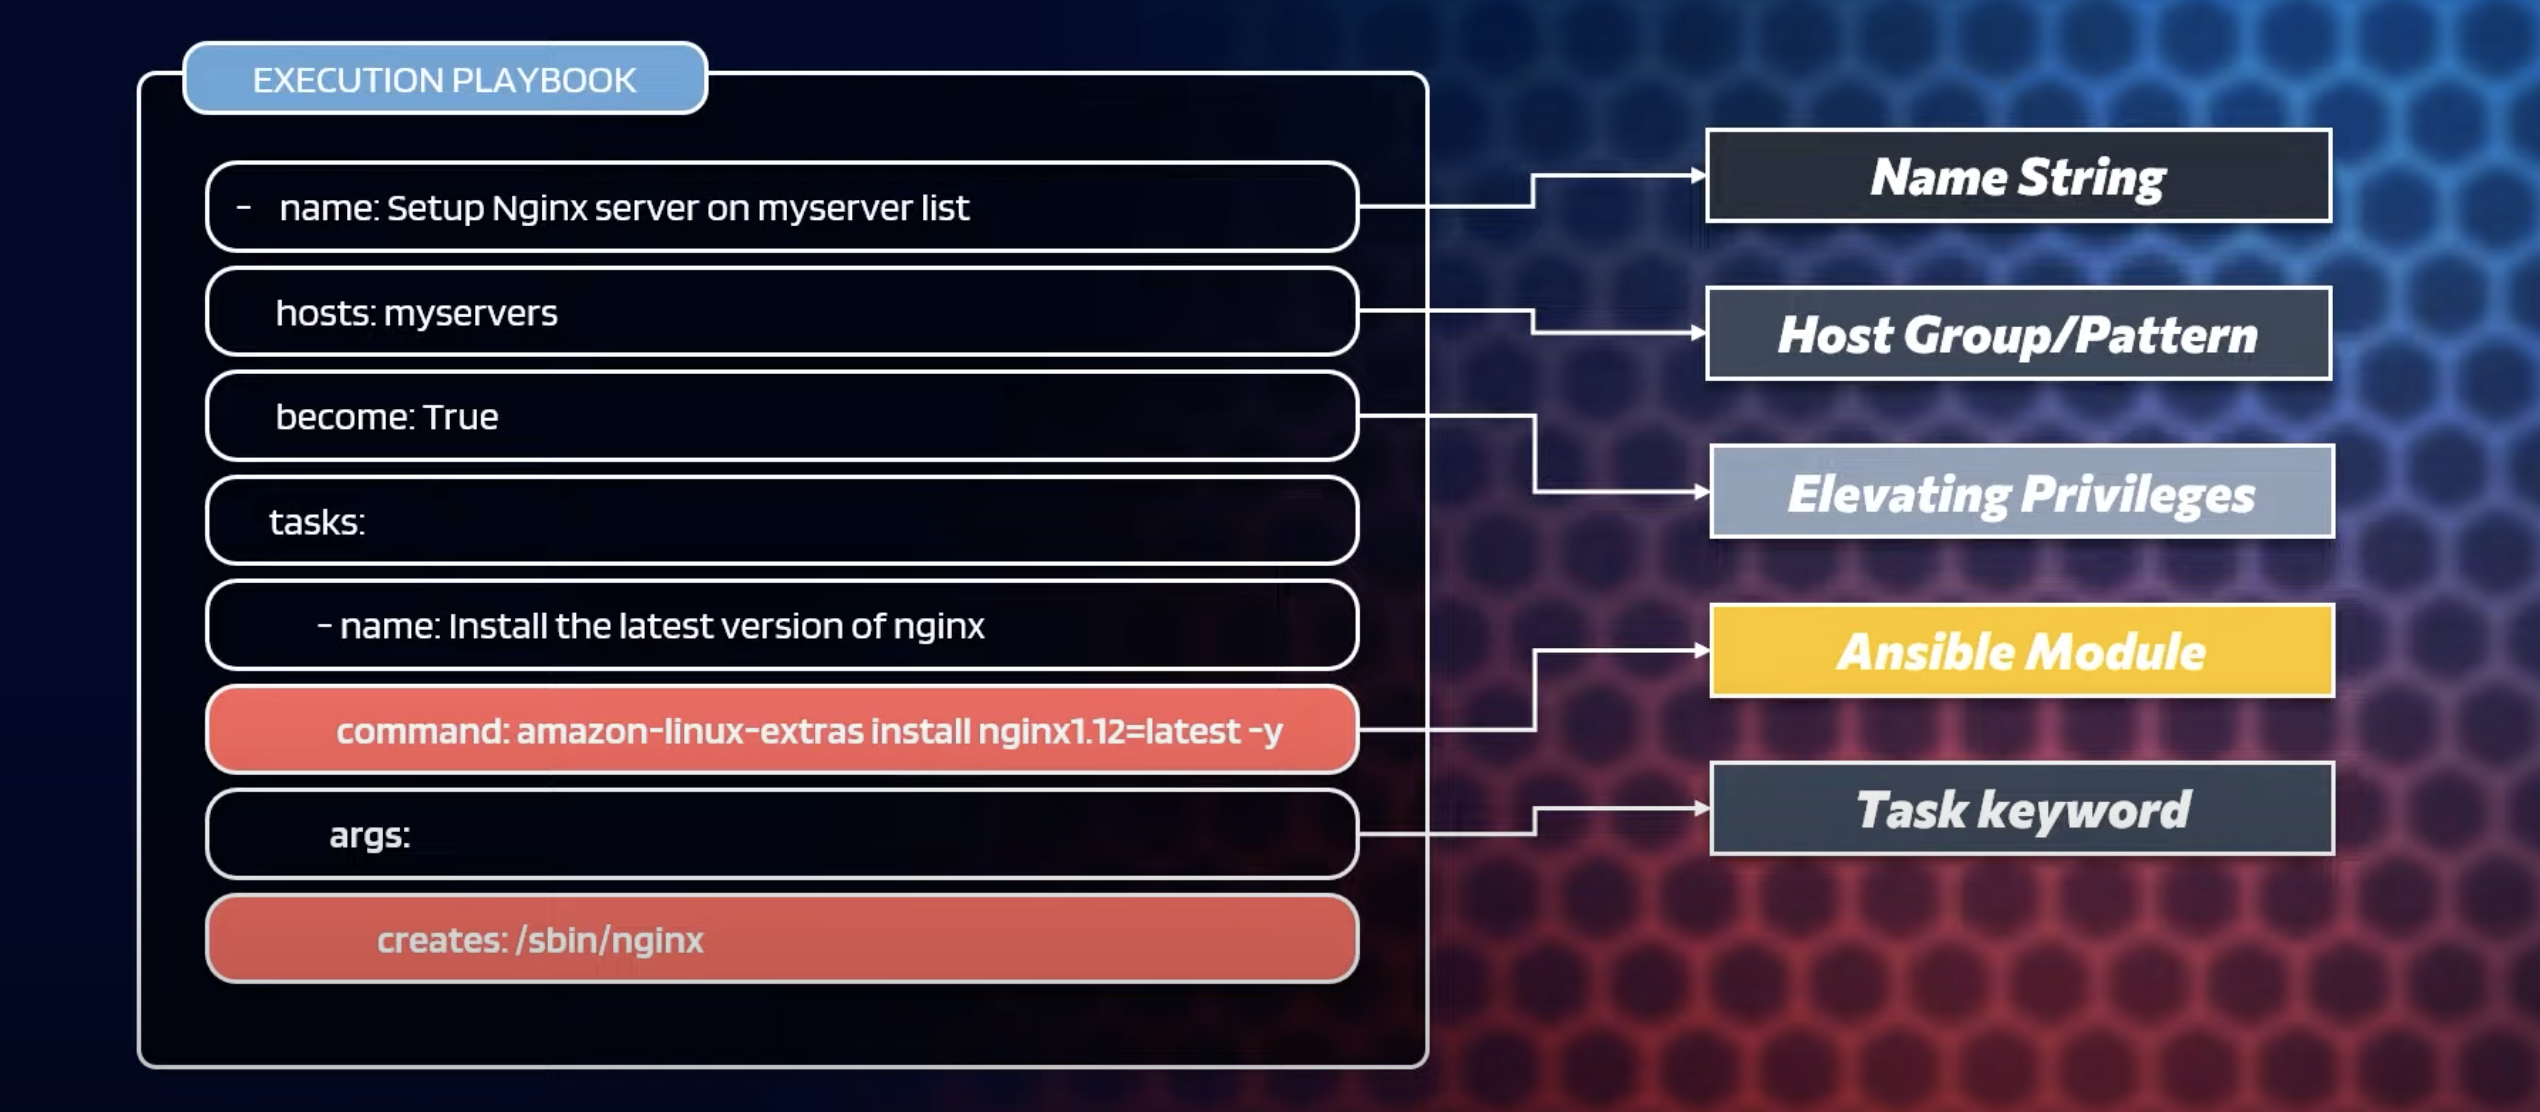 EXECUTION PLAYBOOK
- name: Setup Nginx server on myserver list
hosts: myservers
become: True
tasks:
- name: Install the latest version of nginx
command: amazon-linux-extras install nginx1.12=latest -y
args:
creates: /sbin/nginx
Name String
Host Group/Pattern
Elevating Privileges
Ansible Module
Task keyword